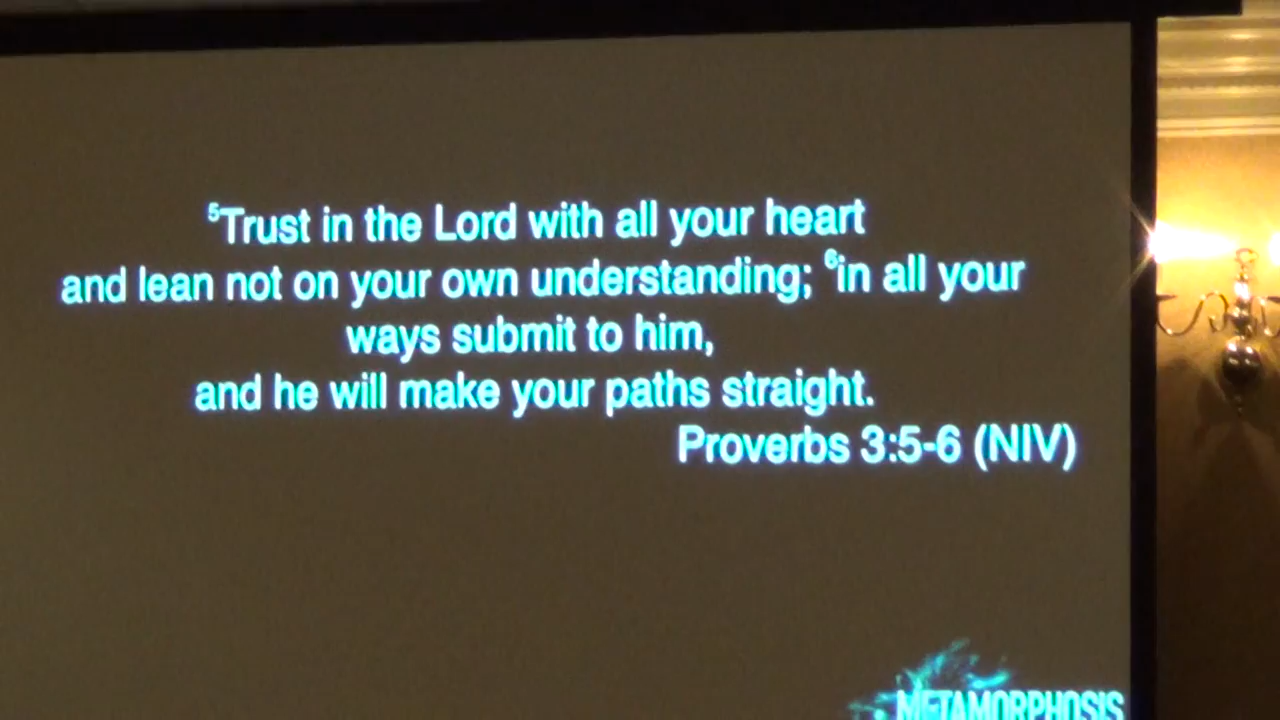 ⁵Trust in the Lord with all your heart
and lean not on your own understanding; ⁶in all your
ways submit to him,
and he will make your paths straight.
Proverbs 3:5-6 (NIV)
METAMORPHOSIS